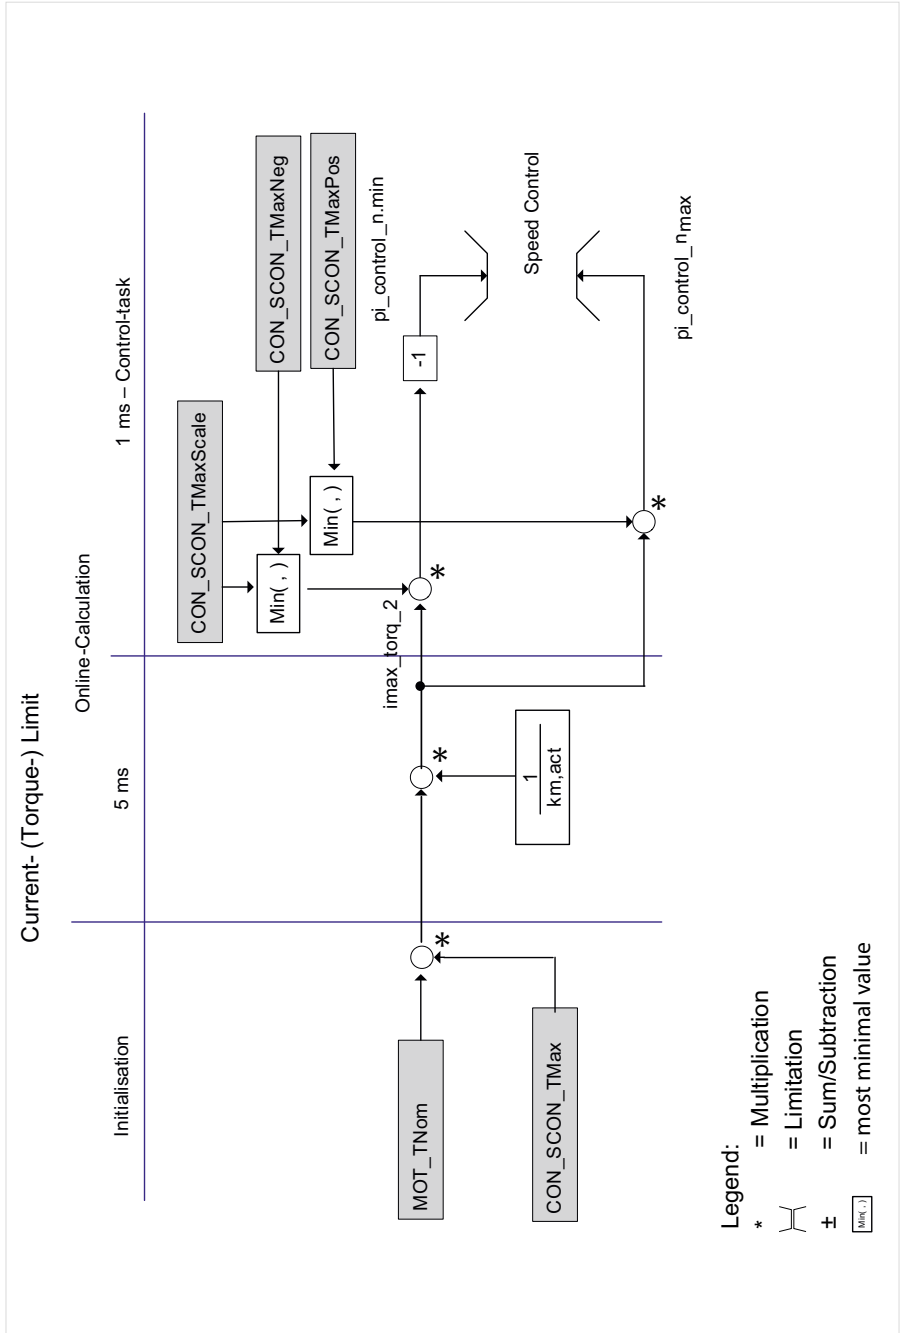 Current- (Torque-) Limit
Online-Calculation
Initialisation
5 ms
1 ms – Control-task
CON_SCON_TMaxScale
CON_SCON_TMaxNeg
CON_SCON_TMaxPos
Min( , )
Min( , )
pi_control_n.min
imax_torq_2
MOT_TNom
*
*
*
-1
CON_SCON_TMax
1
km,act
Speed Control
*
pi_control_nmax
Legend:
* = Multiplication
= Limitation
± = Sum/Subtraction
Min( , ) = most minimal value